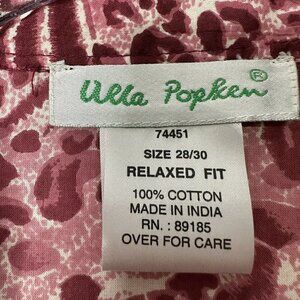 Ulla Popken ®
74451
SIZE 28/30
RELAXED FIT
100% COTTON
MADE IN INDIA
RN. : 89185
OVER FOR CARE